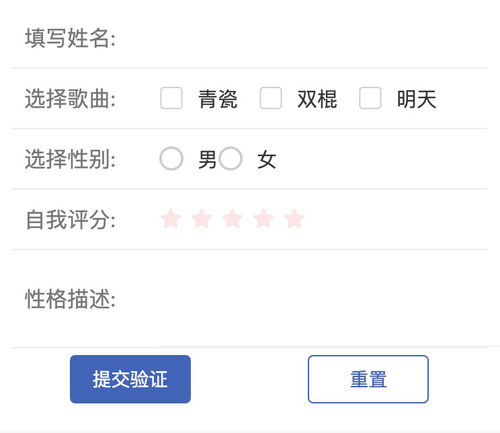 填写姓名:
选择歌曲: 青瓷 双棍 明天
选择性别: 男 女
自我评分:
性格描述:
提交验证 重置